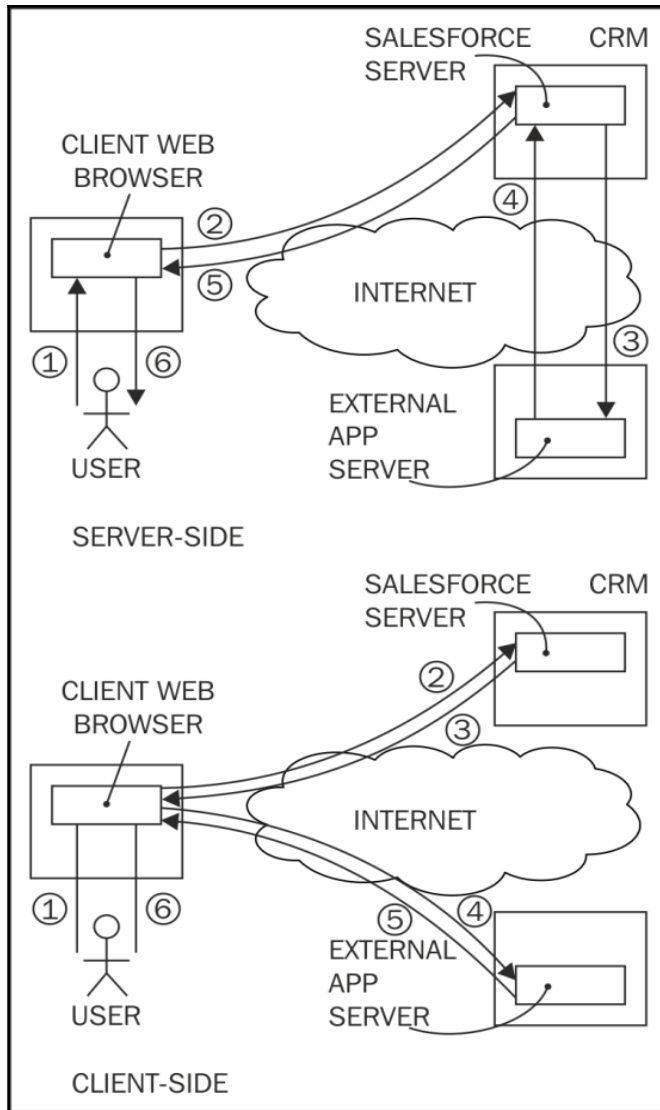 SALESFORCE
SERVER
CRM
CLIENT WEB
BROWSER
②
④
⑤
INTERNET
③
①
⑥
EXTERNAL
APP
SERVER
USER
SERVER-SIDE
SALESFORCE
SERVER
CRM
CLIENT WEB
BROWSER
②
③
INTERNET
①
⑥
⑤
④
EXTERNAL
APP
SERVER
USER
CLIENT-SIDE